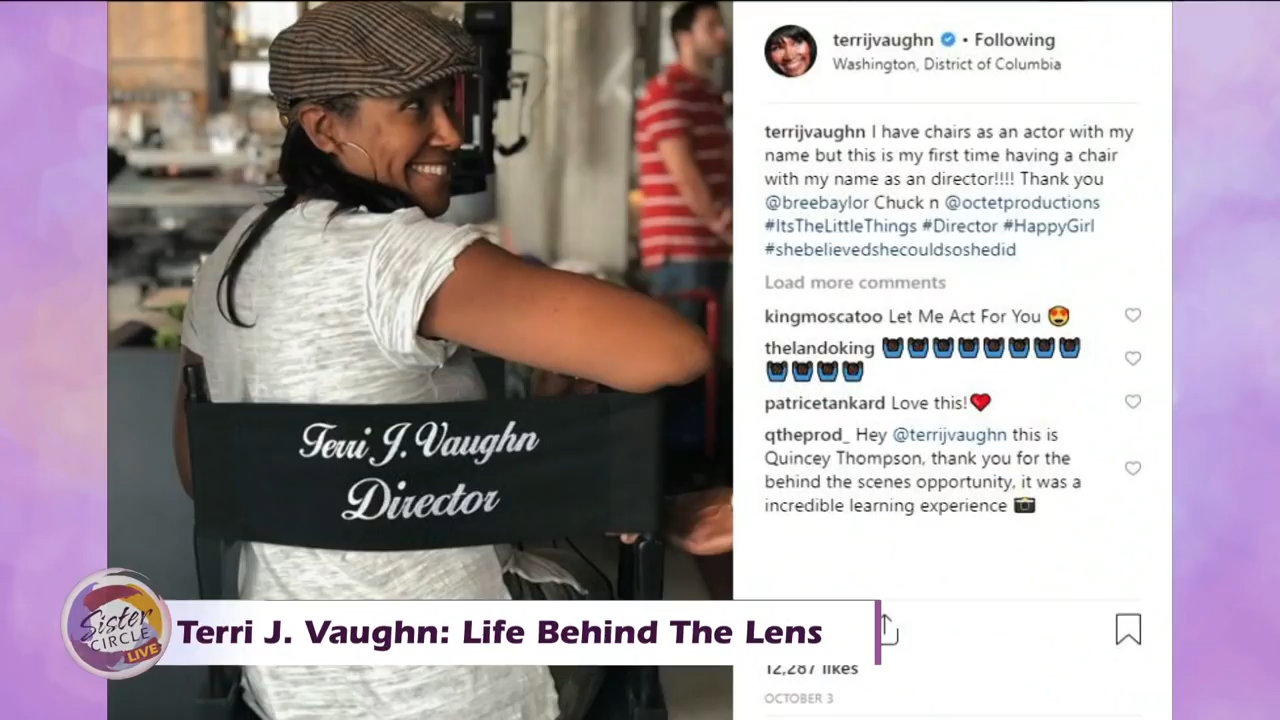 terrijvaughn • Following
Washington, District of Columbia
terrijvaughn I have chairs as an actor with my
name but this is my first time having a chair
with my name as an director!!!! Thank you
@breebaylor Chuck n @octetproductions
#ItsTheLittleThings #Director #HappyGirl
#shebelievedshecouldsoshedid
Load more comments
kingmoscatoo Let Me Act For You 😍
thelandoking 🙆🏿‍♂️🙆🏿‍♂️🙆🏿‍♂️🙆🏿‍♂️🙆🏿‍♂️🙆🏿‍♂️🙆🏿‍♂️🙆🏿‍♂️
🙆🏿‍♂️🙆🏿‍♂️🙆🏿‍♂️🙆🏿‍♂️
patricetankard Love this!❤️
qtheprod_ Hey @terrijvaughn this is
Quincey Thompson, thank you for the
behind the scenes opportunity, it was a
incredible learning experience 📸
Terri J. Vaughn
Director
Sister
CIRCLE
LIVE
Terri J. Vaughn: Life Behind The Lens
12,287 likes
OCTOBER 3